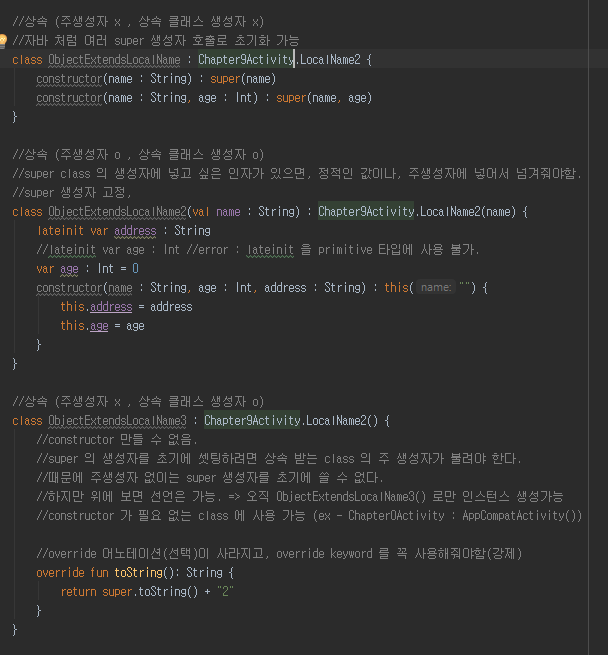 //상속 (주생성자 x , 상속 클래스 생성자 x)
//자바 처럼 여러 super 생성자 호출로 초기화 가능
class ObjectExtendsLocalName : Chapter9Activity.LocalName2 {
constructor(name : String) : super(name)
constructor(name : String, age : Int) : super(name, age)
}
//상속 (주생성자 o , 상속 클래스 생성자 o)
//super class 의 생성자에 넣고 싶은 인자가 있으면, 정적인 값이나, 주생성자에 넣어서 넘겨줘야함.
//super 생성자 고정,
class ObjectExtendsLocalName2(val name : String) : Chapter9Activity.LocalName2(name) {
lateinit var address : String
//lateinit var age : Int //error : lateinit 을 primitive 타입에 사용 불가.
var age : Int = 0
constructor(name : String, age : Int, address : String) : this( name: "") {
this.address = address
this.age = age
}
}
//상속 (주생성자 x , 상속 클래스 생성자 o)
class ObjectExtendsLocalName3 : Chapter9Activity.LocalName2() {
//constructor 만들 수 없음.
//super 의 생성자를 초기에 셋팅하려면 상속 받는 class 의 주 생성자가 불려야 한다.
//때문에 주생성자 없이는 super 생성자를 초기에 쓸 수 없다.
//하지만 위에 보면 선언은 가능. => 오직 ObjectExtendsLocalName3() 로만 인스턴스 생성가능
//constructor 가 필요 없는 class 에 사용 가능 (ex - Chapter0Activity : AppCompatActivity())
//override 어노테이션(선택)이 사라지고, override keyword 를 꼭 사용해줘야함(강제)
override fun toString(): String {
return super.toString() + "2"
}
}